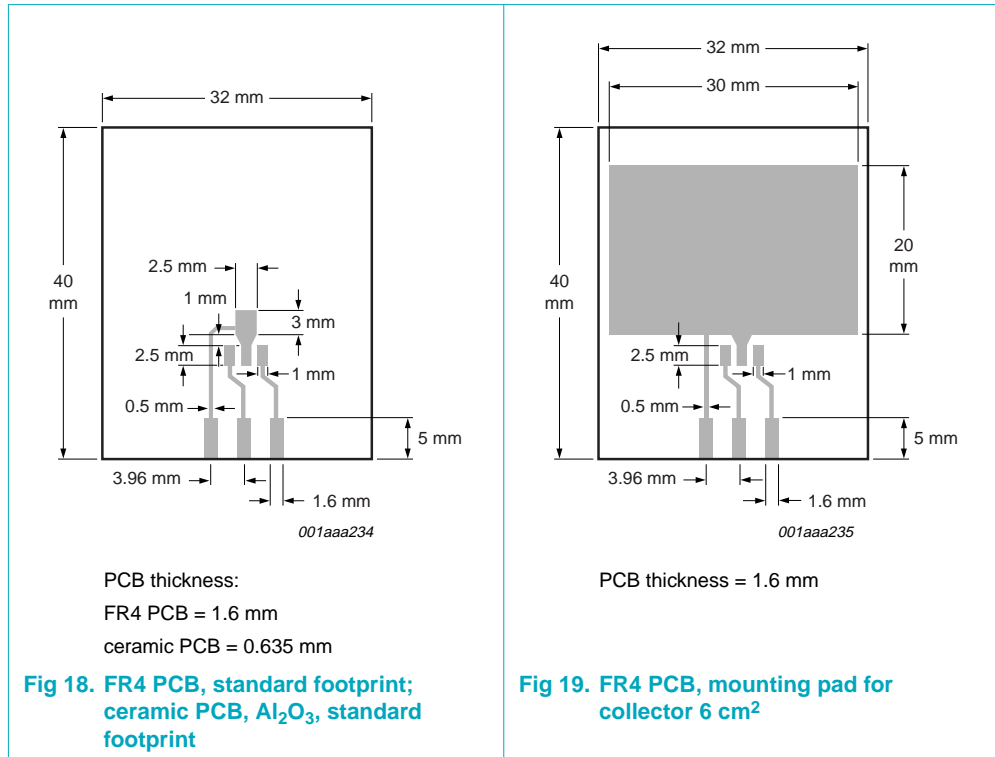 32 mm
40
mm
2.5 mm
1 mm
3 mm
2.5 mm
1 mm
0.5 mm
5 mm
3.96 mm
1.6 mm
001aaa234
PCB thickness:
FR4 PCB = 1.6 mm
ceramic PCB = 0.635 mm
Fig 18. FR4 PCB, standard footprint;
ceramic PCB, Al2O3, standard
footprint
32 mm
30 mm
40
mm
20
mm
2.5 mm
1 mm
0.5 mm
5 mm
3.96 mm
1.6 mm
001aaa235
PCB thickness = 1.6 mm
Fig 19. FR4 PCB, mounting pad for
collector 6 cm2